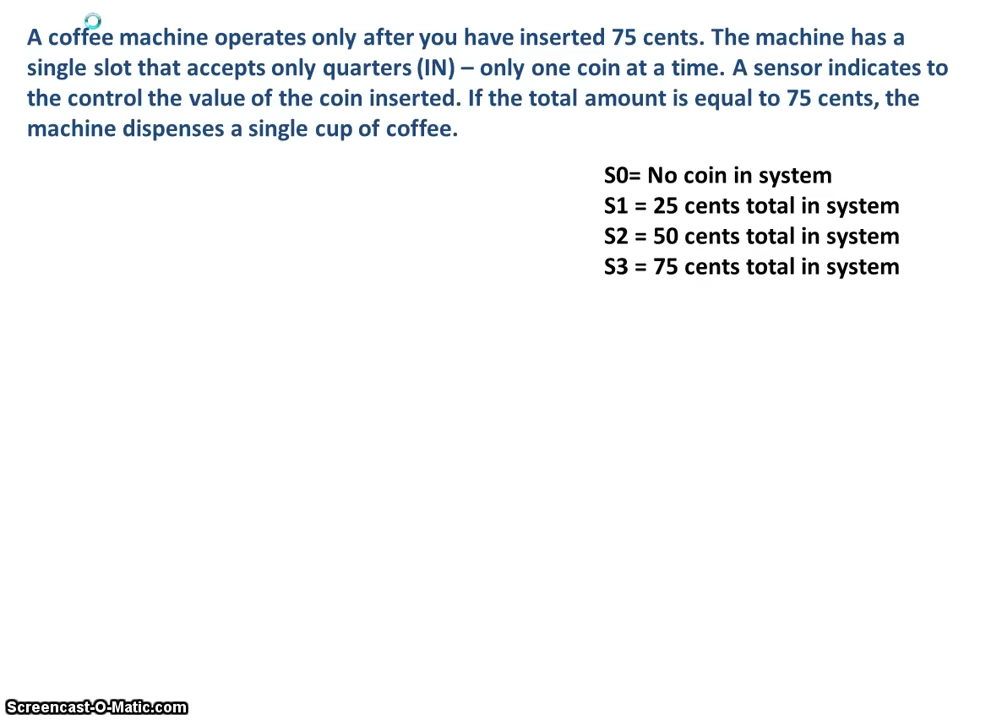 A coffee machine operates only after you have inserted 75 cents. The machine has a
single slot that accepts only quarters (IN) – only one coin at a time. A sensor indicates to
the control the value of the coin inserted. If the total amount is equal to 75 cents, the
machine dispenses a single cup of coffee.
S0= No coin in system
S1 = 25 cents total in system
S2 = 50 cents total in system
S3 = 75 cents total in system
Screencast-O-Matic.com